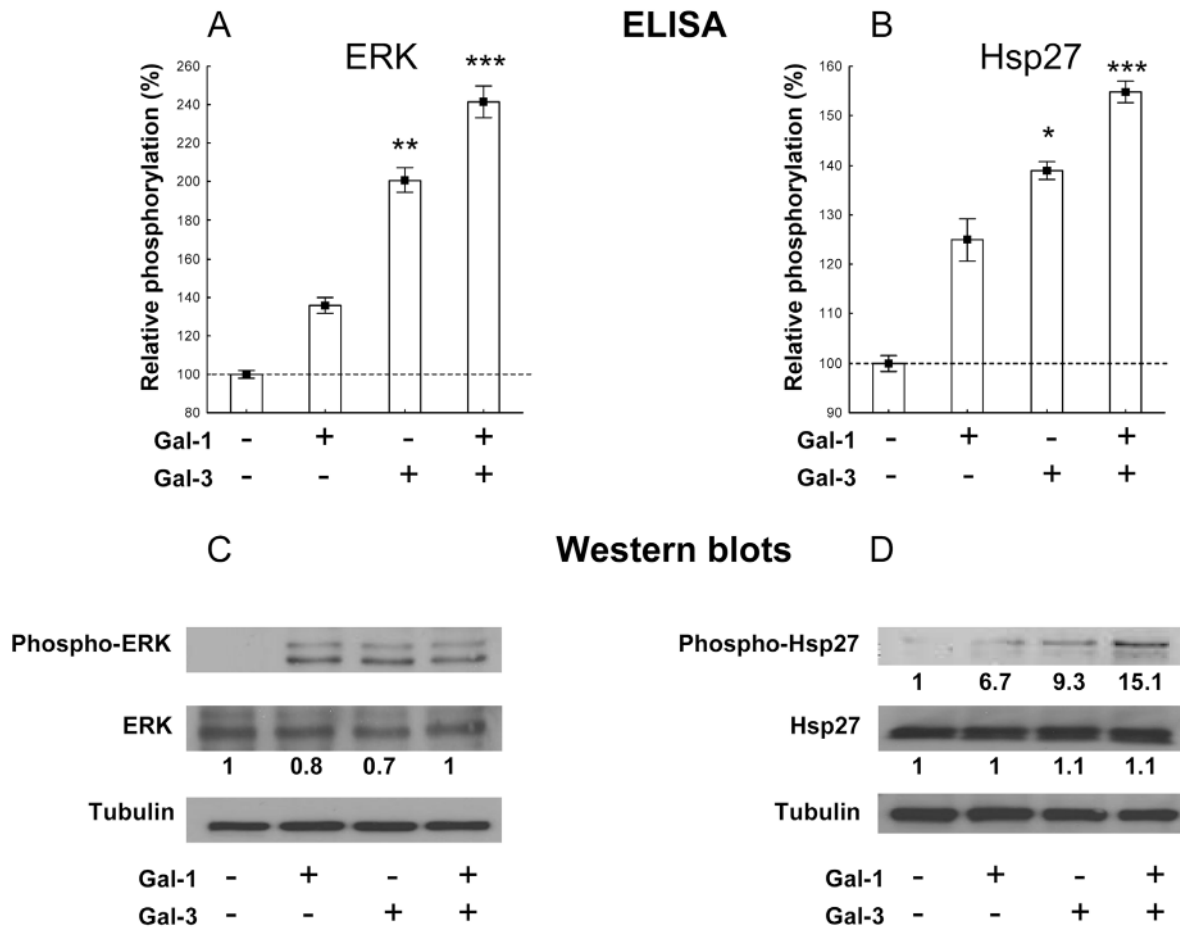 A ELISA B
ERK Hsp27
*** ***
** *
Relative phosphorylation (%)
260
240
220
200
180
160
140
120
100
80
Relative phosphorylation (%)
160
150
140
130
120
110
100
90
Gal-1 - + - +
Gal-3 - - + +
Gal-1 - + - +
Gal-3 - - + +
C Western blots D
Phospho-ERK
ERK
1 0.8 0.7 1
Tubulin
Gal-1 - + - +
Gal-3 - - + +
Phospho-Hsp27
1 6.7 9.3 15.1
Hsp27
1 1 1.1 1.1
Tubulin
Gal-1 - + - +
Gal-3 - - + +